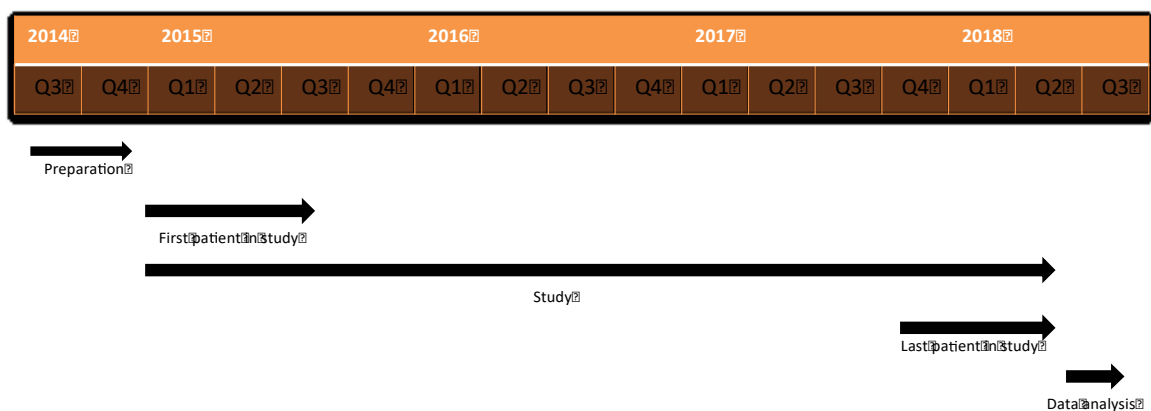 2014 2015 2016 2017 2018
Q3 Q4 Q1 Q2 Q3 Q4 Q1 Q2 Q3 Q4 Q1 Q2 Q3 Q4 Q1 Q2 Q3
Preparation
First patient in study
Study
Last patient in study
Data analysis